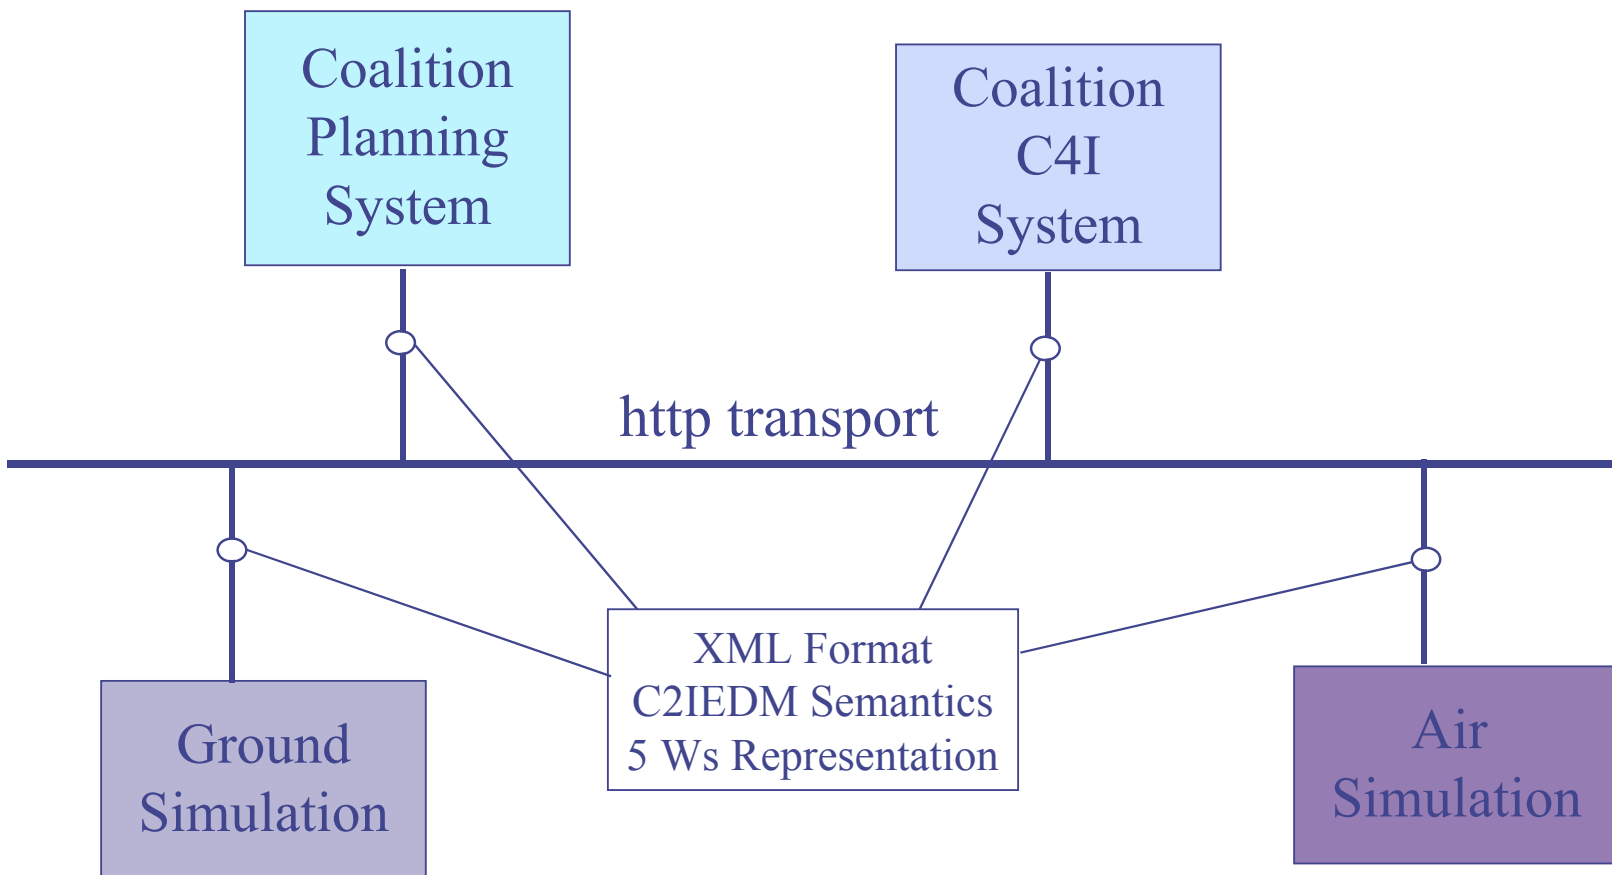 Coalition
Planning
System
Coalition
C4I
System
http transport
XML Format
C2IEDM Semantics
5 Ws Representation
Ground
Simulation
Air
Simulation